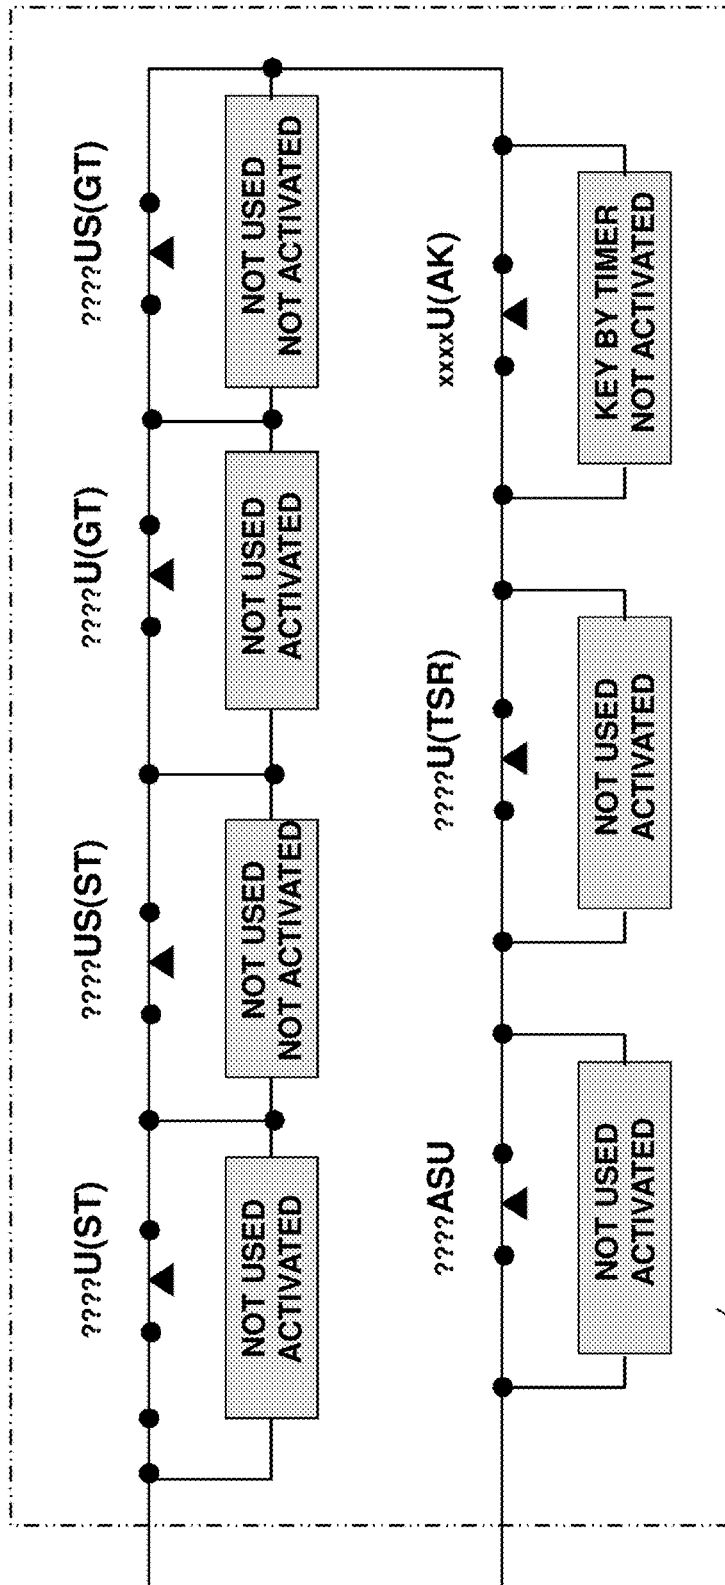 ????U(ST)
????US(ST)
????U(GT)
????US(GT)
NOT USED
ACTIVATED
NOT USED
NOT ACTIVATED
NOT USED
ACTIVATED
NOT USED
NOT ACTIVATED
????ASU
????U(TSR)
xxxxU(AK)
NOT USED
ACTIVATED
NOT USED
ACTIVATED
KEY BY TIMER
NOT ACTIVATED